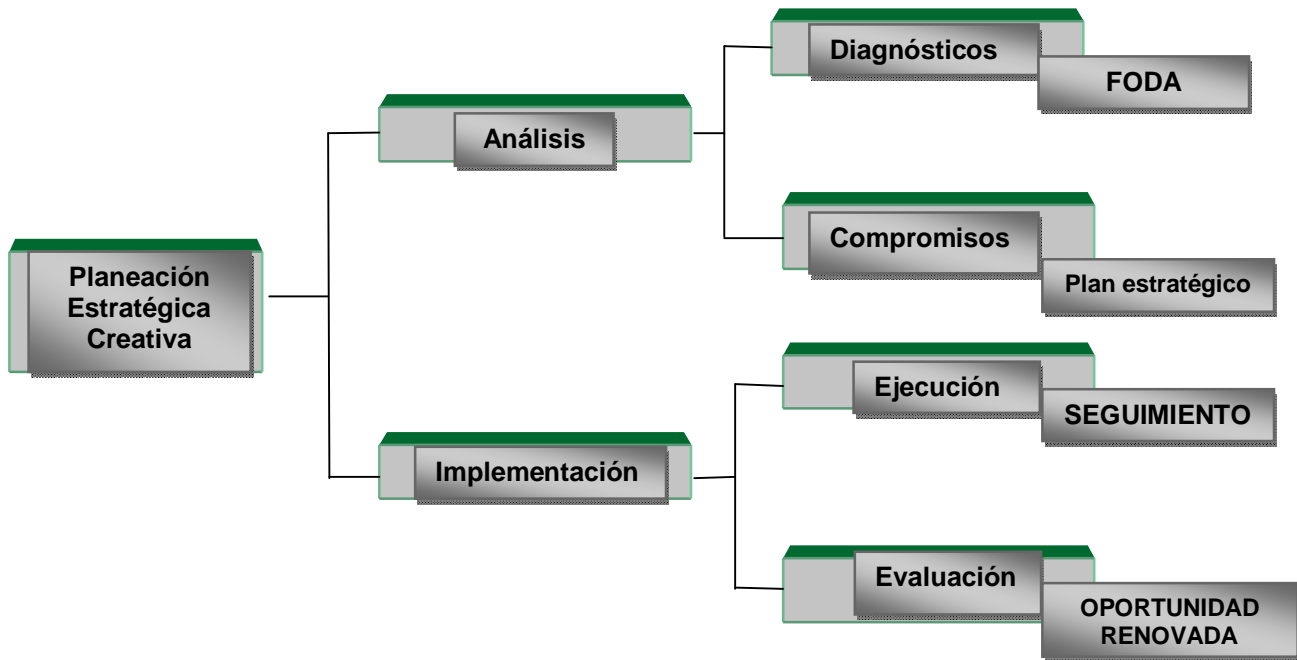 Diagnósticos
FODA
Análisis
Compromisos
Plan estratégico
Planeación
Estratégica
Creativa
Ejecución
SEGUIMIENTO
Implementación
Evaluación
OPORTUNIDAD
RENOVADA